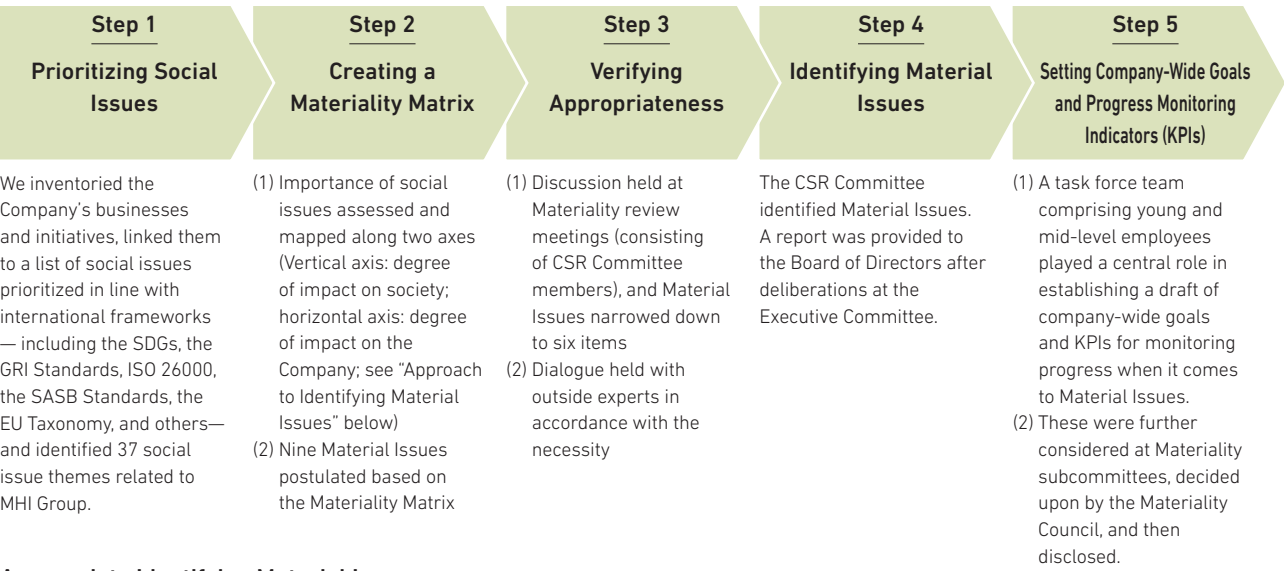 Step 1
Prioritizing Social
Issues
We inventoried the
Company's businesses
and initiatives, linked them
to a list of social issues
prioritized in line with
international frameworks
— including the SDGs, the
GRI Standards, ISO 26000,
the SASB Standards, the
EU Taxonomy, and others—
and identified 37 social
issue themes related to
MHI Group.
Step 2
Creating a
Materiality Matrix
(1) Importance of social
issues assessed and
mapped along two axes
(Vertical axis: degree
of impact on society;
horizontal axis: degree
of impact on the
Company; see “Approach
to Identifying Material
Issues” below)
(2) Nine Material Issues
postulated based on
the Materiality Matrix
Step 3
Verifying
Appropriateness
(1) Discussion held at
Materiality review
meetings (consisting
of CSR Committee
members), and Material
Issues narrowed down
to six items
(2) Dialogue held with
outside experts in
accordance with the
necessity
Step 4
Identifying Material
Issues
The CSR Committee
identified Material Issues.
A report was provided to
the Board of Directors after
deliberations at the
Executive Committee.
Step 5
Setting Company-Wide Goals
and Progress Monitoring
Indicators (KPIs)
(1) A task force team
comprising young and
mid-level employees
played a central role in
establishing a draft of
company-wide goals
and KPIs for monitoring
progress when it comes
to Material Issues.
(2) These were further
considered at Materiality
subcommittees, decided
upon by the Materiality
Council, and then
disclosed.